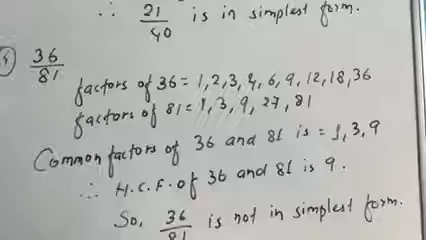 ∴ 21/40 is in simplest form.
4) 36/81
factors of 36 = 1, 2, 3, 4, 6, 9, 12, 18, 36
factors of 81 = 1, 3, 9, 27, 81
Common factors of 36 and 81 is = 1, 3, 9
∴ H.C.F. of 36 and 81 is 9.
So, 36/81 is not in simplest form.